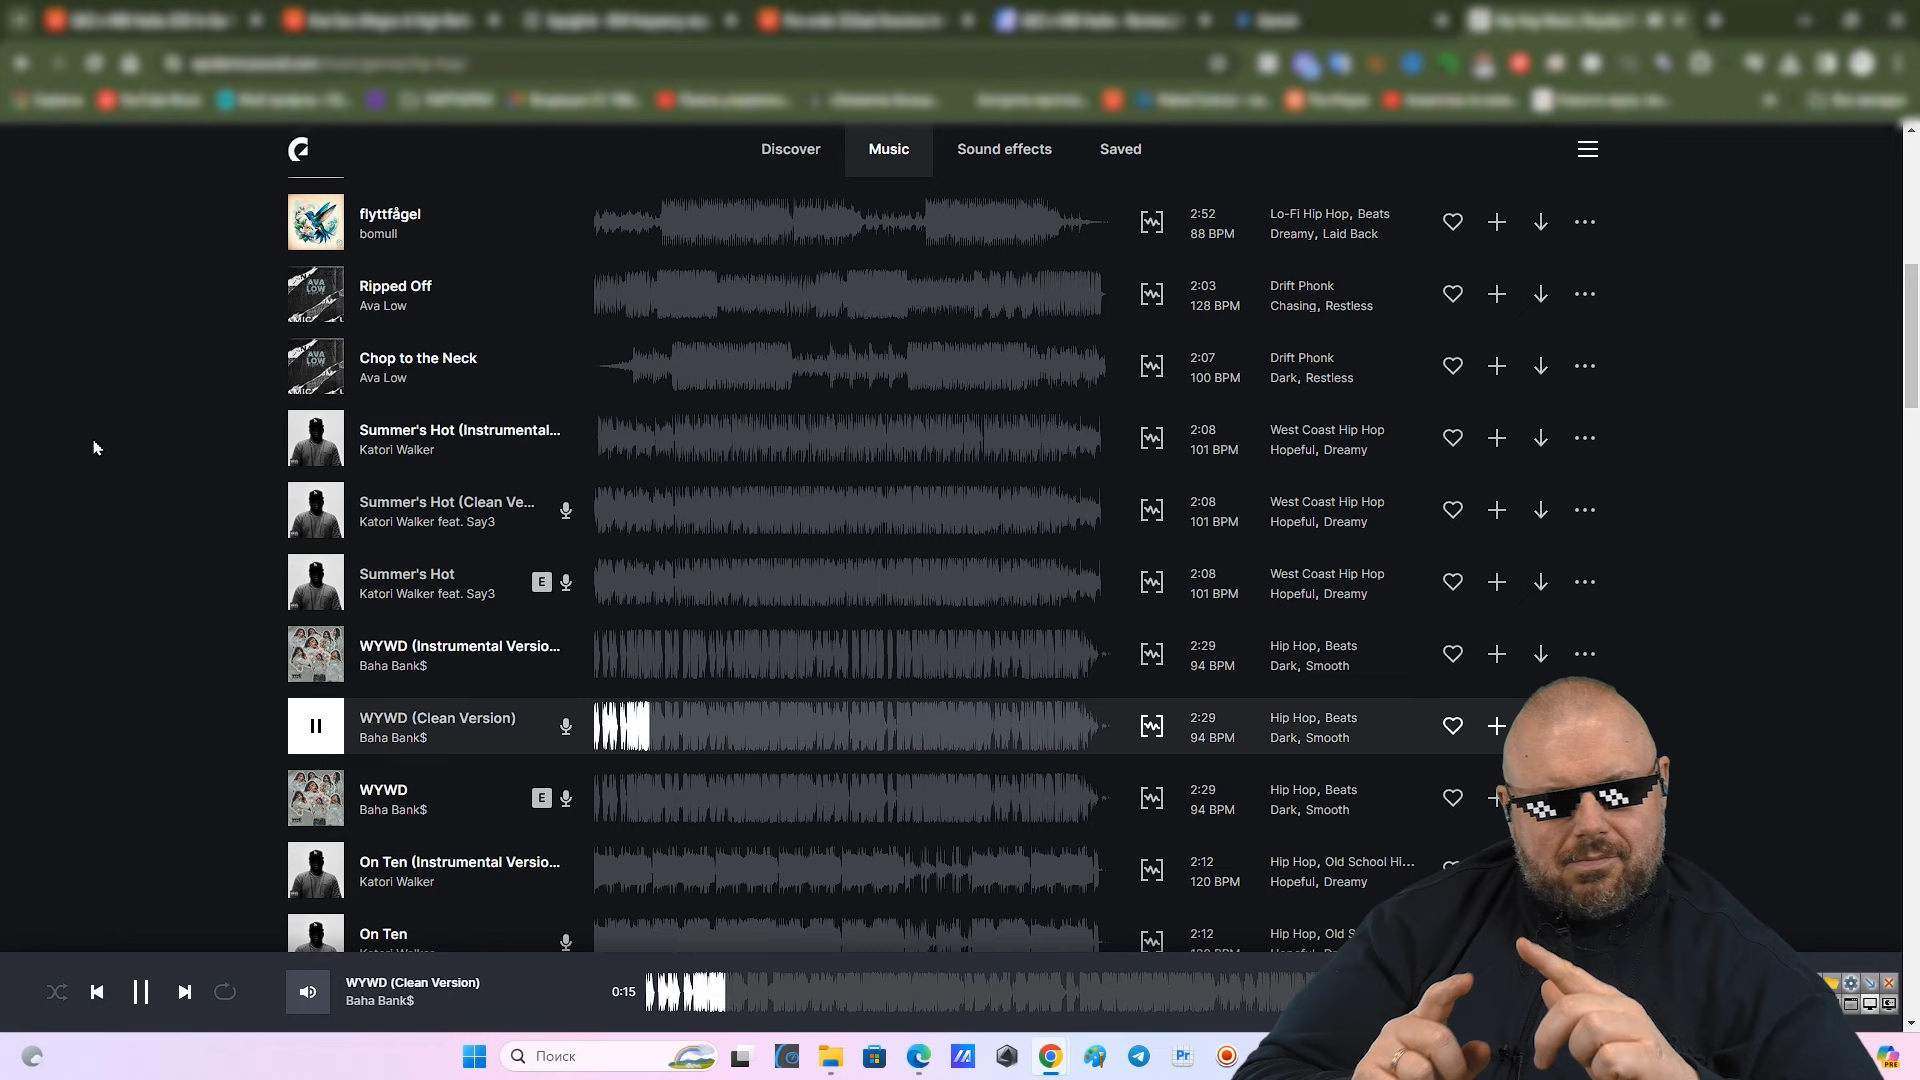 Discover
Music
Sound effects
Saved
flyttfågel
bomull
2:52
88 BPM
Lo-Fi Hip Hop, Beats
Dreamy, Laid Back
Ripped Off
Ava Low
2:03
128 BPM
Drift Phonk
Chasing, Restless
Chop to the Neck
Ava Low
2:07
100 BPM
Drift Phonk
Dark, Restless
Summer's Hot (Instrumental...
Katori Walker
2:08
101 BPM
West Coast Hip Hop
Hopeful, Dreamy
Summer's Hot (Clean Ve...
Katori Walker feat. Say3
2:08
101 BPM
West Coast Hip Hop
Hopeful, Dreamy
Summer's Hot
Katori Walker feat. Say3
E
2:08
101 BPM
West Coast Hip Hop
Hopeful, Dreamy
WYWD (Instrumental Versio...
Baha Bank$
2:29
94 BPM
Hip Hop, Beats
Dark, Smooth
WYWD (Clean Version)
Baha Bank$
2:29
94 BPM
Hip Hop, Beats
Dark, Smooth
WYWD
Baha Bank$
E
2:29
94 BPM
Hip Hop, Beats
Dark, Smooth
On Ten (Instrumental Versio...
Katori Walker
2:12
120 BPM
Hip Hop, Old School Hi...
Hopeful, Dreamy
On Ten
2:12
Hip Hop, Old S
WYWD (Clean Version)
Baha Bank$
0:15
Поиск
Pr
PRE